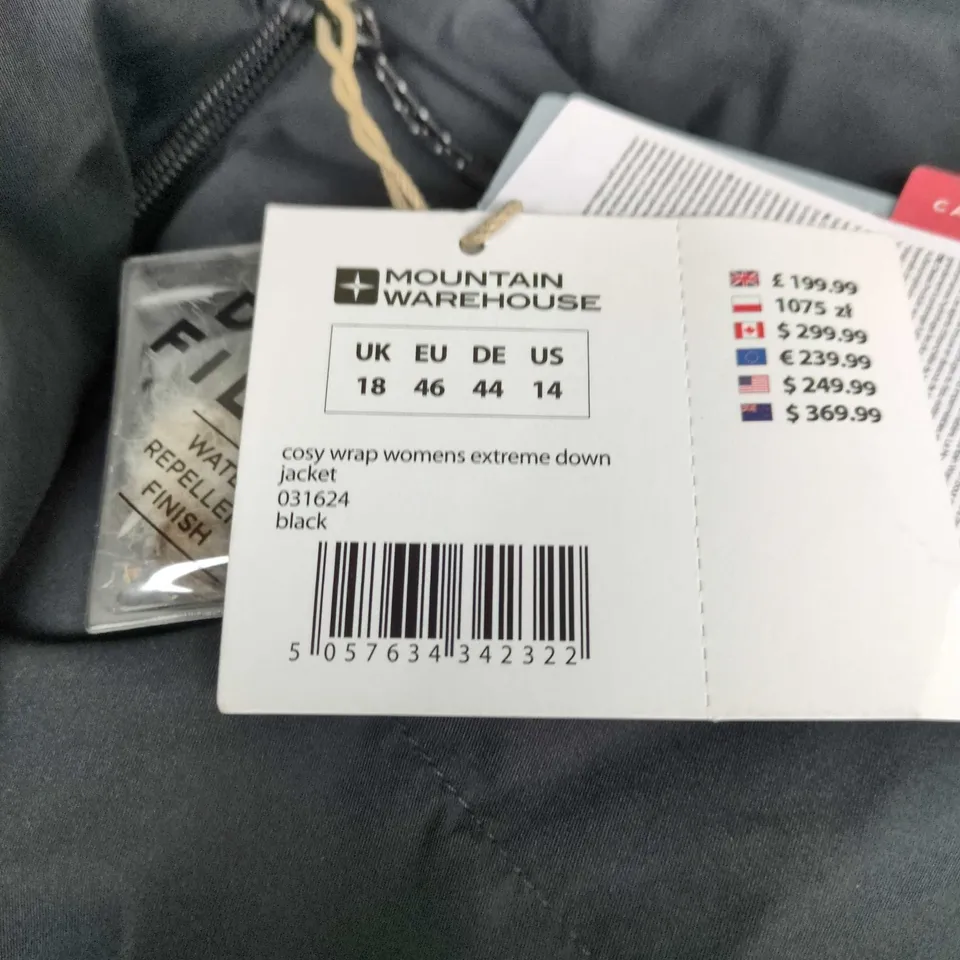 MOUNTAIN
WAREHOUSE
UK EU DE US
18 46 44 14
cosy wrap womens extreme down
jacket
031624
black
5 057634 342322
£ 199.99
1075 zł
$ 299.99
€ 239.99
$ 249.99
$ 369.99
FINISH